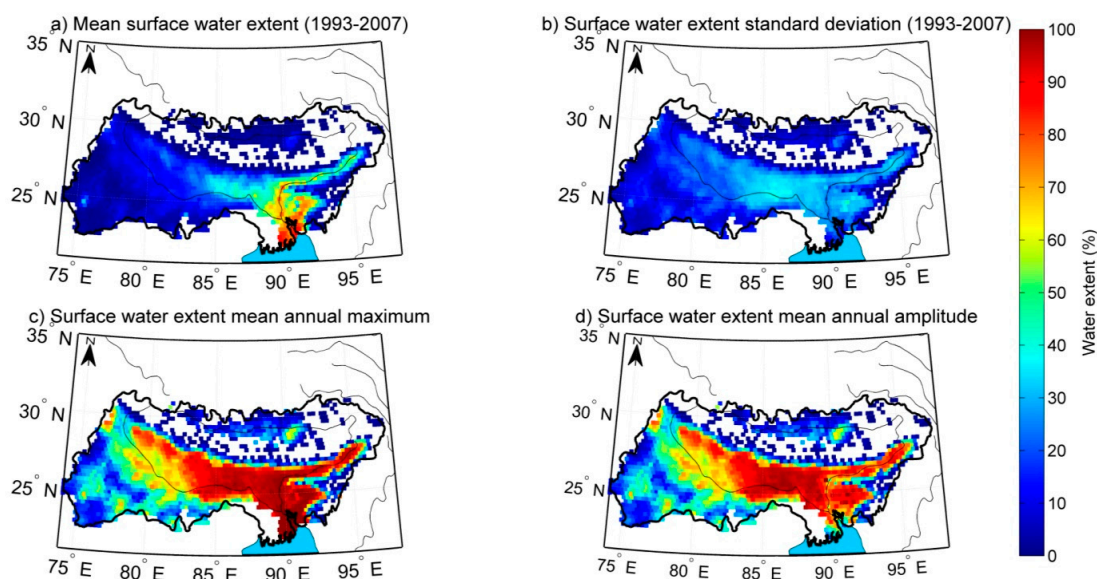 a) Mean surface water extent (1993-2007)
b) Surface water extent standard deviation (1993-2007)
35° N
30° N
25° N
N
75° E 80° E 85° E 90° E 95° E
35° N
30° N
25° N
N
75° E 80° E 85° E 90° E 95° E
c) Surface water extent mean annual maximum
d) Surface water extent mean annual amplitude
35° N
30° N
25° N
N
75° E 80° E 85° E 90° E 95° E
35° N
30° N
25° N
N
75° E 80° E 85° E 90° E 95° E
100
90
80
70
60
50
40
30
20
10
0
Water extent (%)